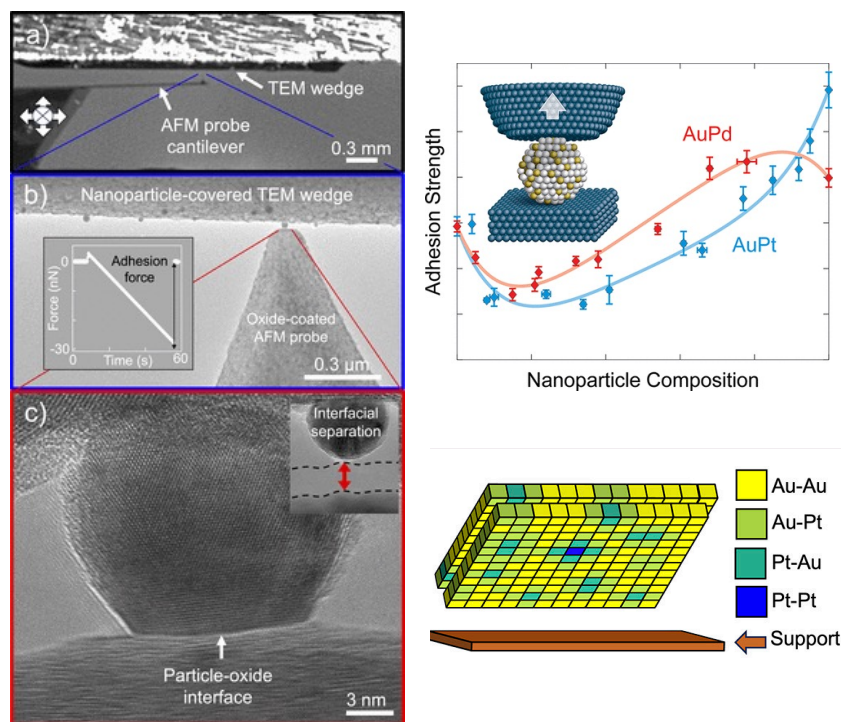 a)
TEM wedge
AFM probe
cantilever
0.3 mm
b)
Nanoparticle-covered TEM wedge
Force (nN)
0
-30
Adhesion
force
0
Time (s)
60
Oxide-coated
AFM probe
0.3 µm
c)
Interfacial
separation
Particle-oxide
interface
3 nm
Adhesion Strength
AuPd
AuPt
Nanoparticle Composition
Au-Au
Au-Pt
Pt-Au
Pt-Pt
Support